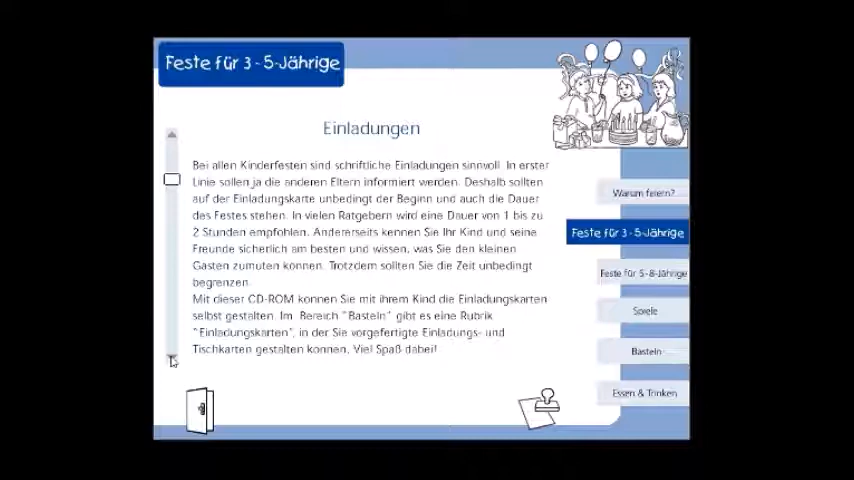 Feste für 3-5-Jährige
Einladungen
Bei allen Kinderfesten sind schriftliche Einladungen sinnvoll. In erster
Linie sollen ja die anderen Eltern informiert werden. Deshalb sollten
auf der Einladungskarte unbedingt der Beginn und auch die Dauer
des Festes stehen. In vielen Ratgebern wird eine Dauer von 1 bis zu
2 Stunden empfohlen. Andererseits kennen Sie Ihr Kind und seine
Freunde sicherlich am besten und wissen, was Sie den kleinen
Gästen zumuten können. Trotzdem sollten Sie die Zeit unbedingt
begrenzen.
Mit dieser CD-ROM können Sie mit ihrem Kind die Einladungskarten
selbst gestalten. Im Bereich "Basteln" gibt es eine Rubrik
"Einladungskarten", in der Sie vorgefertigte Einladungs- und
Tischkarten gestalten können. Viel Spaß dabei!
Warum feiern?
Feste für 3-5-Jährige
Feste für 5-8-Jährige
Spiele
Basteln
Essen & Trinken